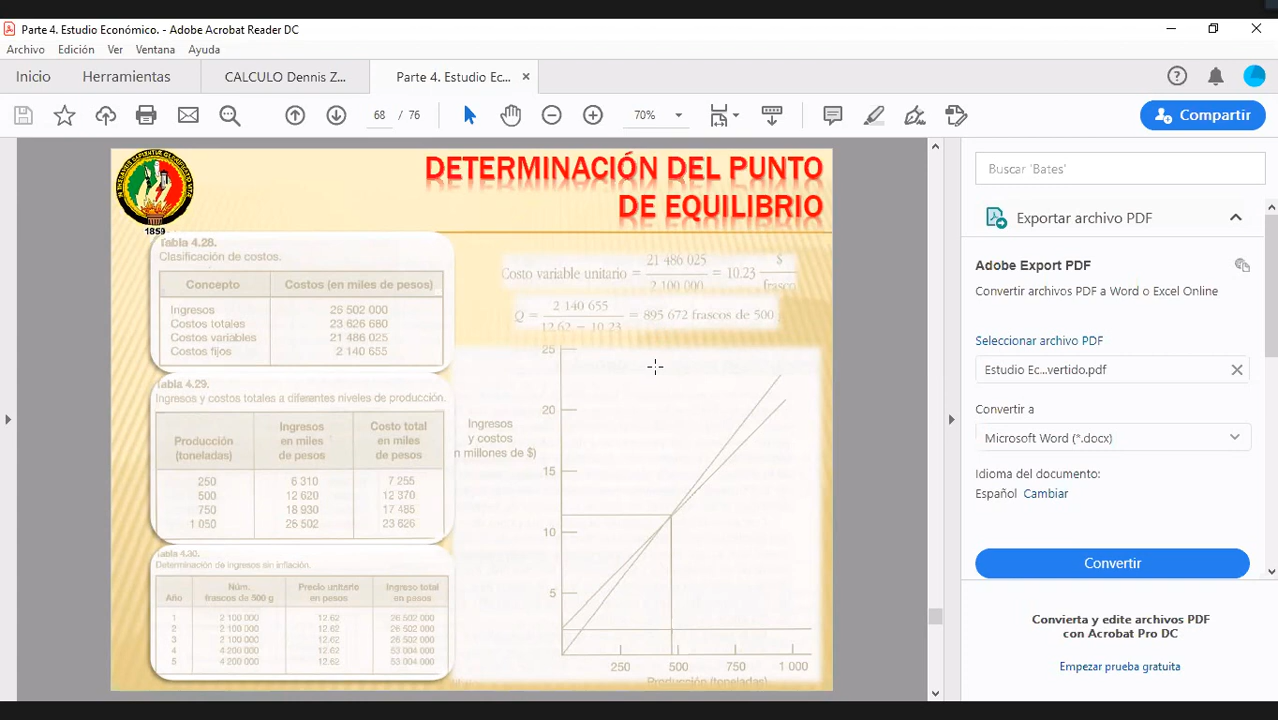 Parte 4. Estudio Económico. - Adobe Acrobat Reader DC
Archivo Edición Ver Ventana Ayuda
Inicio Herramientas CALCULO Dennis Z... Parte 4. Estudio Ec...
68 / 76 70% Compartir
DETERMINACIÓN DEL PUNTO
DE EQUILIBRIO
1859
Tabla 4.28.
Clasificación de costos.
Concepto Costos (en miles de pesos)
Ingresos 26 502 000
Costos totales 23 626 680
Costos variables 21 486 025
Costos fijos 2 140 655
Tabla 4.29.
Ingresos y costos totales a diferentes niveles de producción.
Producción (toneladas) Ingresos en miles de pesos Costo total en miles de pesos
250 6 310 7 255
500 12 620 12 370
750 18 930 17 485
1 050 26 502 23 626
Tabla 4.30.
Determinación de ingresos sin inflación.
Año Núm. frascos de 500 g Precio unitario en pesos Ingreso total en pesos
1 2 100 000 12.62 26 502 000
2 2 100 000 12.62 26 502 000
3 2 100 000 12.62 26 502 000
4 4 200 000 12.62 53 004 000
5 4 200 000 12.62 53 004 000
Costo variable unitario = 21 486 025 / 2 100 000 = 10.23 $ / frasco
Q = 2 140 655 / 12.62 − 10.23 = 895 672 frascos de 500
25
20
Ingresos
y costos
n millones de $)
15
10
5
250 500 750 1 000
Producción (toneladas)
Buscar 'Bates'
Exportar archivo PDF
Adobe Export PDF
Convertir archivos PDF a Word o Excel Online
Seleccionar archivo PDF
Estudio Ec...vertido.pdf
Convertir a
Microsoft Word (*.docx)
Idioma del documento:
Español Cambiar
Convertir
Convierta y edite archivos PDF
con Acrobat Pro DC
Empezar prueba gratuita